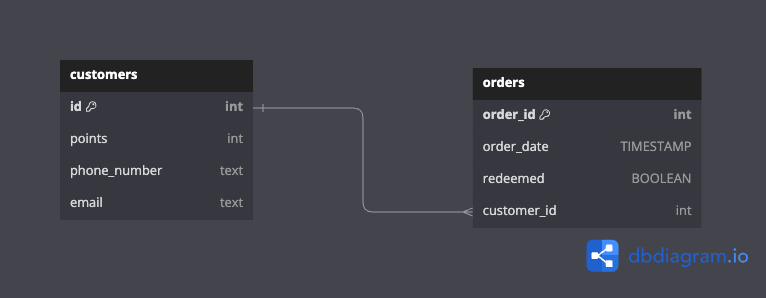 customers
id int
points int
phone_number text
email text
orders
order_id int
order_date TIMESTAMP
redeemed BOOLEAN
customer_id int
dbdiagram.io